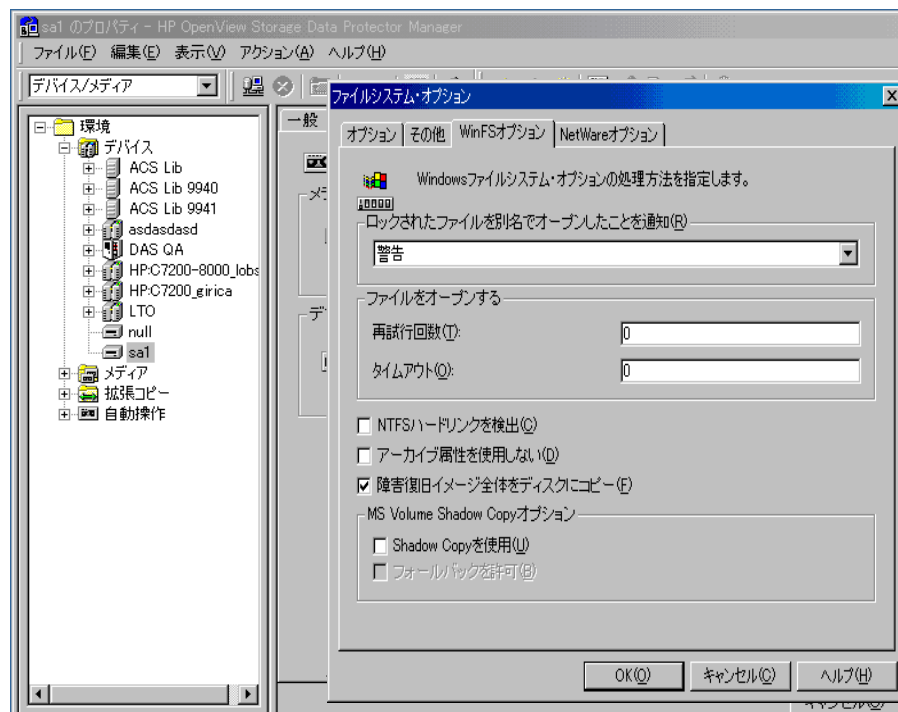 sa1 のプロパティ - HP OpenView Storage Data Protector Manager
ファイル(F) 編集(E) 表示(V) アクション(A) ヘルプ(H)
デバイス/メディア
環境
デバイス
ACS Lib
ACS Lib 9940
ACS Lib 9941
asdasdasd
DAS QA
HP:C7200-8000_lobs
HP:C7200_girica
LTO
null
sa1
メディア
拡張コピー
自動操作
一般
ファイルシステム・オプション
オプション
その他
WinFSオプション
NetWareオプション
Windowsファイルシステム・オプションの処理方法を指定します。
ロックされたファイルを別名でオープンしたことを通知(R)
警告
ファイルをオープンする
再試行回数(T):
0
タイムアウト(O):
0
NTFSハードリンクを検出(C)
アーカイブ属性を使用しない(D)
障害復旧イメージ全体をディスクにコピー(F)
MS Volume Shadow Copyオプション
Shadow Copyを使用(U)
フォールバックを許可(B)
OK(O)
キャンセル(C)
ヘルプ(H)